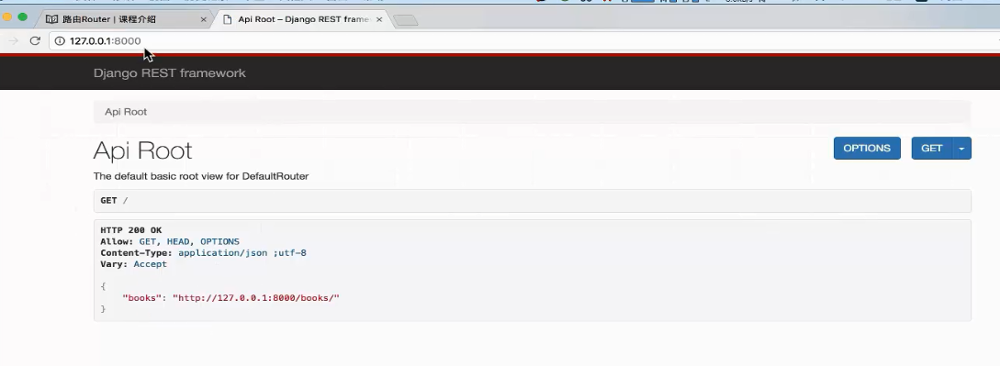 路由Router | 课程介绍
Api Root – Django REST frame
127.0.0.1:8000
Django REST framework
Api Root
Api Root
OPTIONS
GET
The default basic root view for DefaultRouter
GET /
HTTP 200 OK
Allow: GET, HEAD, OPTIONS
Content-Type: application/json ;utf-8
Vary: Accept
{
"books": "http://127.0.0.1:8000/books/"
}